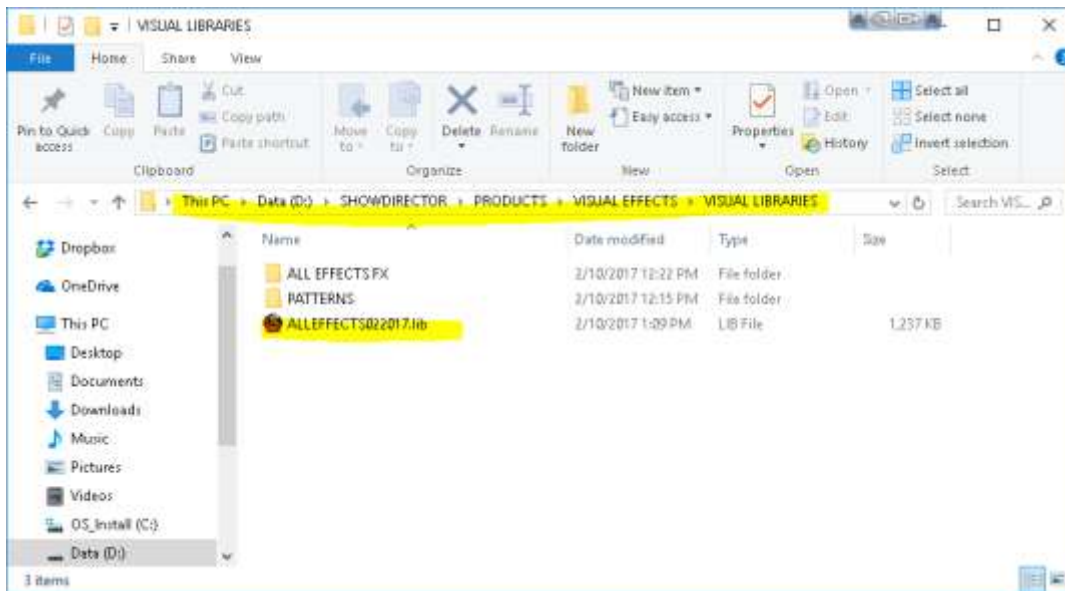 VISUAL LIBRARIES
File Home Share View
Pin to Quick access
Copy
Paste
Cut
Copy path
Paste shortcut
Clipboard
Move to
Copy to
Delete
Rename
Organize
New folder
New item
Easy access
New
Properties
Open
Edit
History
Open
Select all
Select none
Invert selection
Select
This PC Data (D:) SHOWDIRECTOR PRODUCTS VISUAL EFFECTS VISUAL LIBRARIES
Search VIS...
Name Date modified Type Size
ALL EFFECTS FX 2/10/2017 12:22 PM File folder
PATTERNS 2/10/2017 12:15 PM File folder
ALLEFFECTS022017.lib 2/10/2017 1:09 PM LIB File 1,237 KB
Dropbox
OneDrive
This PC
Desktop
Documents
Downloads
Music
Pictures
Videos
OS_Install (C:)
Data (D:)
3 items